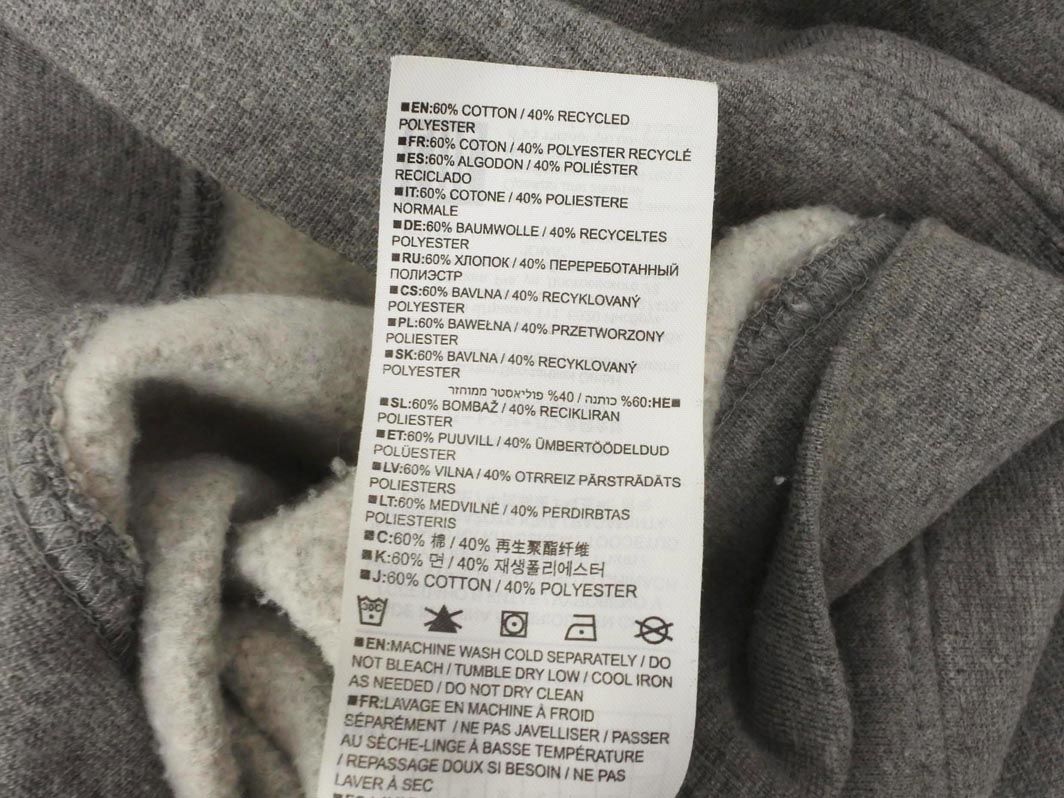 ■EN:60% COTTON / 40% RECYCLED
POLYESTER
■FR:60% COTON / 40% POLYESTER RECYCLÉ
■ES:60% ALGODON / 40% POLIÉSTER
RECICLADO
■IT:60% COTONE / 40% POLIESTERE
NORMALE
■DE:60% BAUMWOLLE / 40% RECYCELTES
POLYESTER
■RU:60% ХЛОПОК / 40% ПЕРЕРЕБОТАННЫЙ
ПОЛИЭСТР
■CS:60% BAVLNA / 40% RECYKLOVANÝ
POLYESTER
■PL:60% BAWEŁNA / 40% PRZETWORZONY
POLIESTER
■SK:60% BAVLNA / 40% RECYKLOVANÝ
POLYESTER
■HE:60% כותנה / 40% פוליאסטר ממוחזר
■SL:60% BOMBAŽ / 40% RECIKLIRAN
POLIESTER
■ET:60% PUUVILL / 40% ÜMBERTÖÖDELDUD
POLÜESTER
■LV:60% VILNA / 40% OTRREIZ PĀRSTRĀDĀTS
POLIESTERS
■LT:60% MEDVILNĖ / 40% PERDIRBTAS
POLIESTERIS
■C:60% 棉 / 40% 再生聚酯纤维
■K:60% 면 / 40% 재생폴리에스터
■J:60% COTTON / 40% POLYESTER
30C
■EN:MACHINE WASH COLD SEPARATELY / DO
NOT BLEACH / TUMBLE DRY LOW / COOL IRON
AS NEEDED / DO NOT DRY CLEAN
■FR:LAVAGE EN MACHINE À FROID
SÉPARÉMENT / NE PAS JAVELLISER / PASSER
AU SÈCHE-LINGE À BASSE TEMPÉRATURE
/ REPASSAGE DOUX SI BESOIN / NE PAS
LAVER À SEC